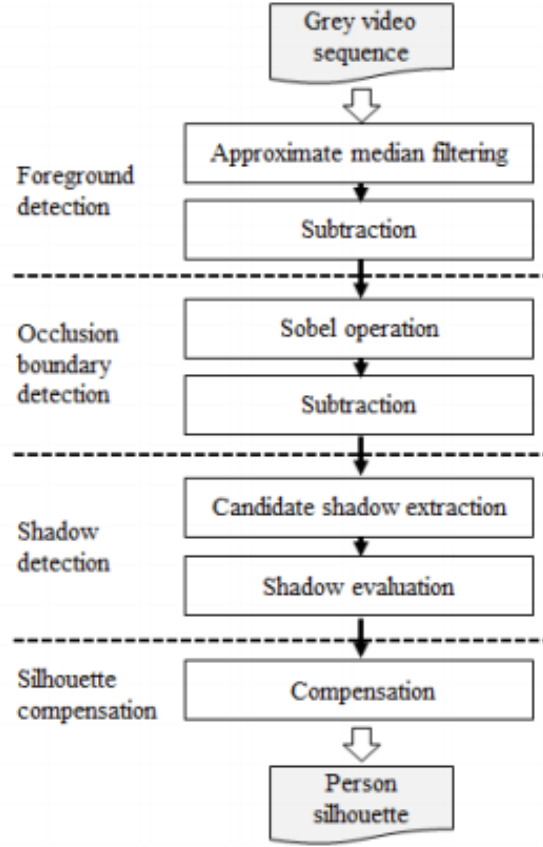 Grey video
sequence
Foreground
detection
Approximate median filtering
Subtraction
Occlusion
boundary
detection
Sobel operation
Subtraction
Shadow
detection
Candidate shadow extraction
Shadow evaluation
Silhouette
compensation
Compensation
Person
silhouette